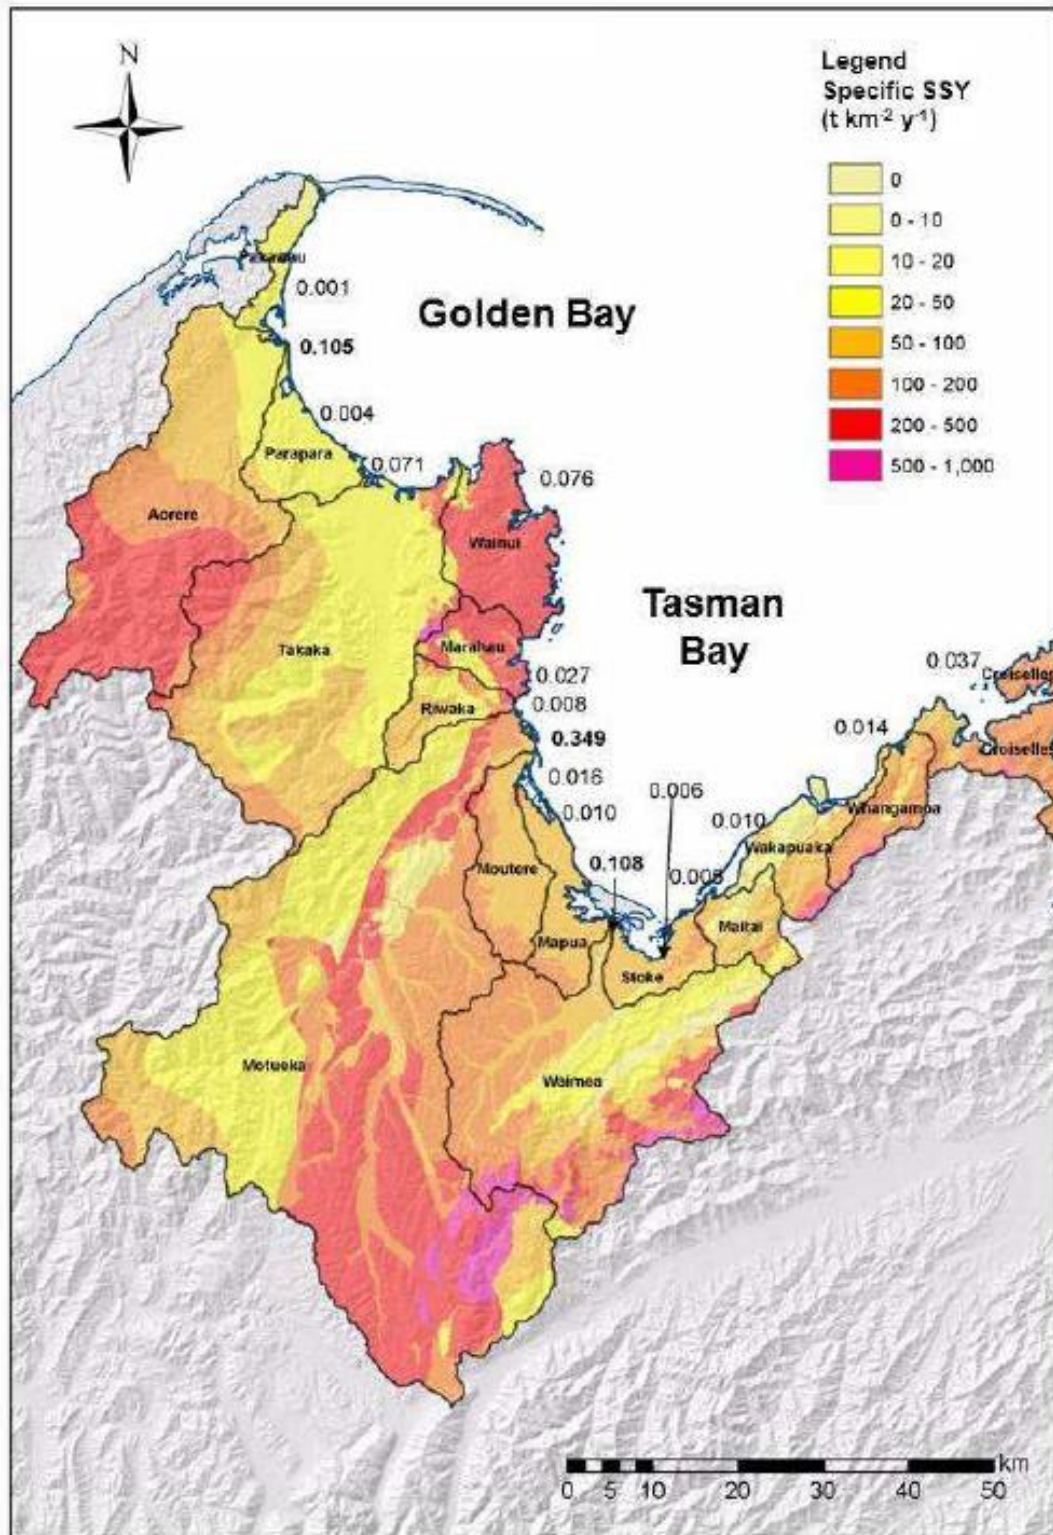 N
Legend
Specific SSY
(t km-2 y-1)
0
0 - 10
10 - 20
20 - 50
50 - 100
100 - 200
200 - 500
500 - 1,000
0.001
Golden Bay
0.105
0.004
Parapara
0.071
0.076
Aorere
Wainui
Tasman
Bay
Takaka
Marahau
0.027
0.037
Croiselles
Riwaka
0.008
0.349
0.014
Croiselles
0.016
0.006
0.010
0.010
Whangamoa
Wakapuaka
Moutere
0.108
0.005
Mapua
Maitai
Stoke
Motueka
Waimea
km
0 5 10 20 30 40 50